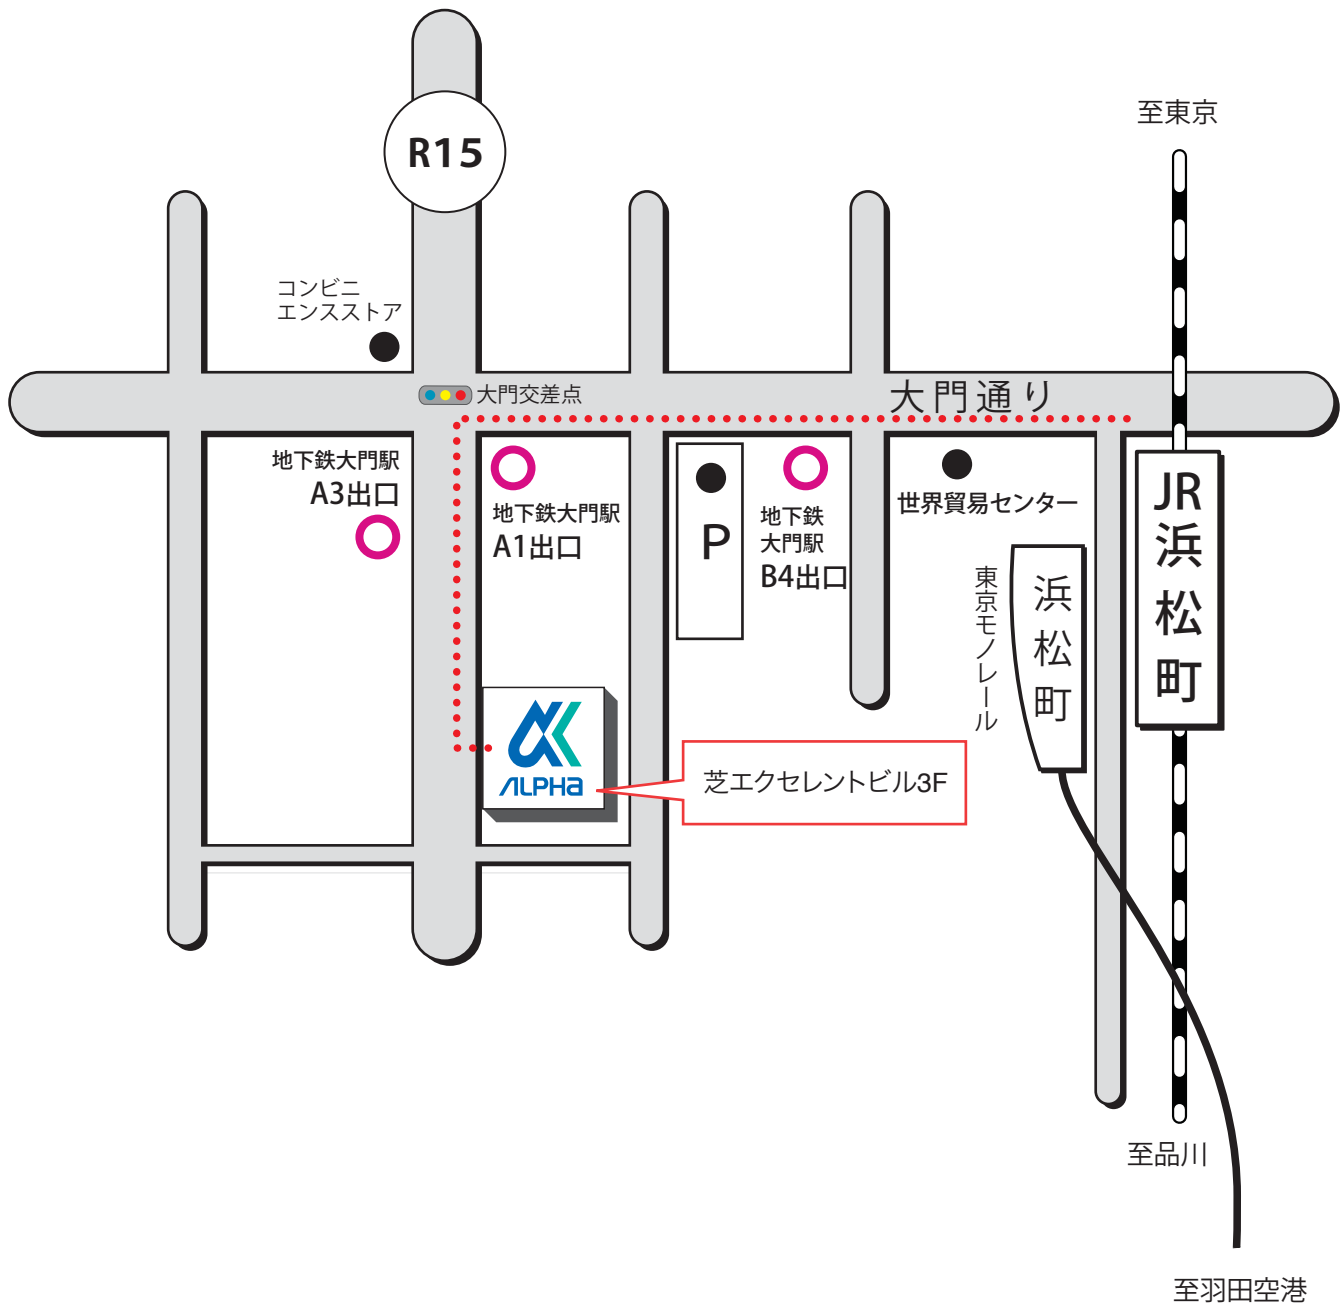 至東京
R15
コンビニ
エンスストア
大門交差点
大門通り
地下鉄大門駅
A3出口
地下鉄大門駅
A1出口
P
地下鉄
大門駅
B4出口
世界貿易センター
東京モノレール
浜松町
JR浜松町
ALPHa
芝エクセレントビル3F
至品川
至羽田空港